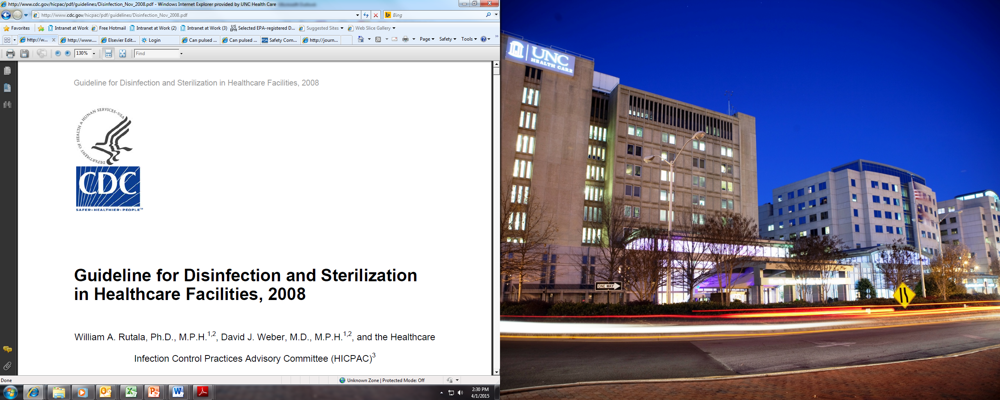 http://www.cdc.gov/hicpac/pdf/guidelines/Disinfection_Nov_2008.pdf - Windows Internet Explorer provided by UNC Health Care
http://www.cdc.gov/hicpac/pdf/guidelines/Disinfection_Nov_2008.pdf
Bing
Favorites Intranet at Work Free Hotmail Intranet at Work (2) Intranet at Work (3) US EPA Selected EPA-registered D... Suggested Sites Web Slice Gallery
http://w... http://www.... Elsevier Edit... Login Can pulsed ... Can pulsed ... FDA Safety Com... http://journ... Page Safety Tools
130% Find
Guideline for Disinfection and Sterilization in Healthcare Facilities, 2008
DEPARTMENT OF HEALTH & HUMAN SERVICES • USA
CDC
SAFER • HEALTHIER • PEOPLE™
Guideline for Disinfection and Sterilization
in Healthcare Facilities, 2008
William A. Rutala, Ph.D., M.P.H.1,2, David J. Weber, M.D., M.P.H.1,2, and the Healthcare
Infection Control Practices Advisory Committee (HICPAC)3
Done Unknown Zone | Protected Mode: Off
2:30 PM
4/1/2015
UNC
HEALTH CARE
ONE WAY